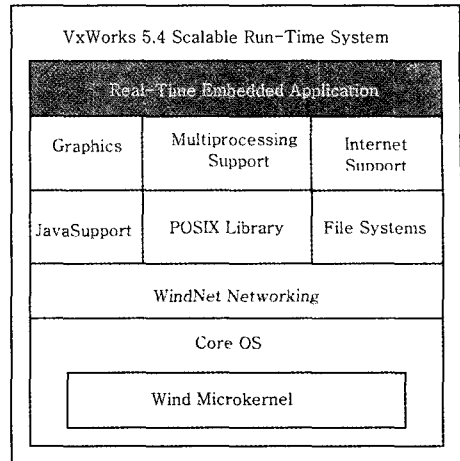 VxWorks 5.4 Scalable Run-Time System
Real-Time Embedded Application
Graphics
Multiprocessing
Support
Internet
Support
JavaSupport
POSIX Library
File Systems
WindNet Networking
Core OS
Wind Microkernel